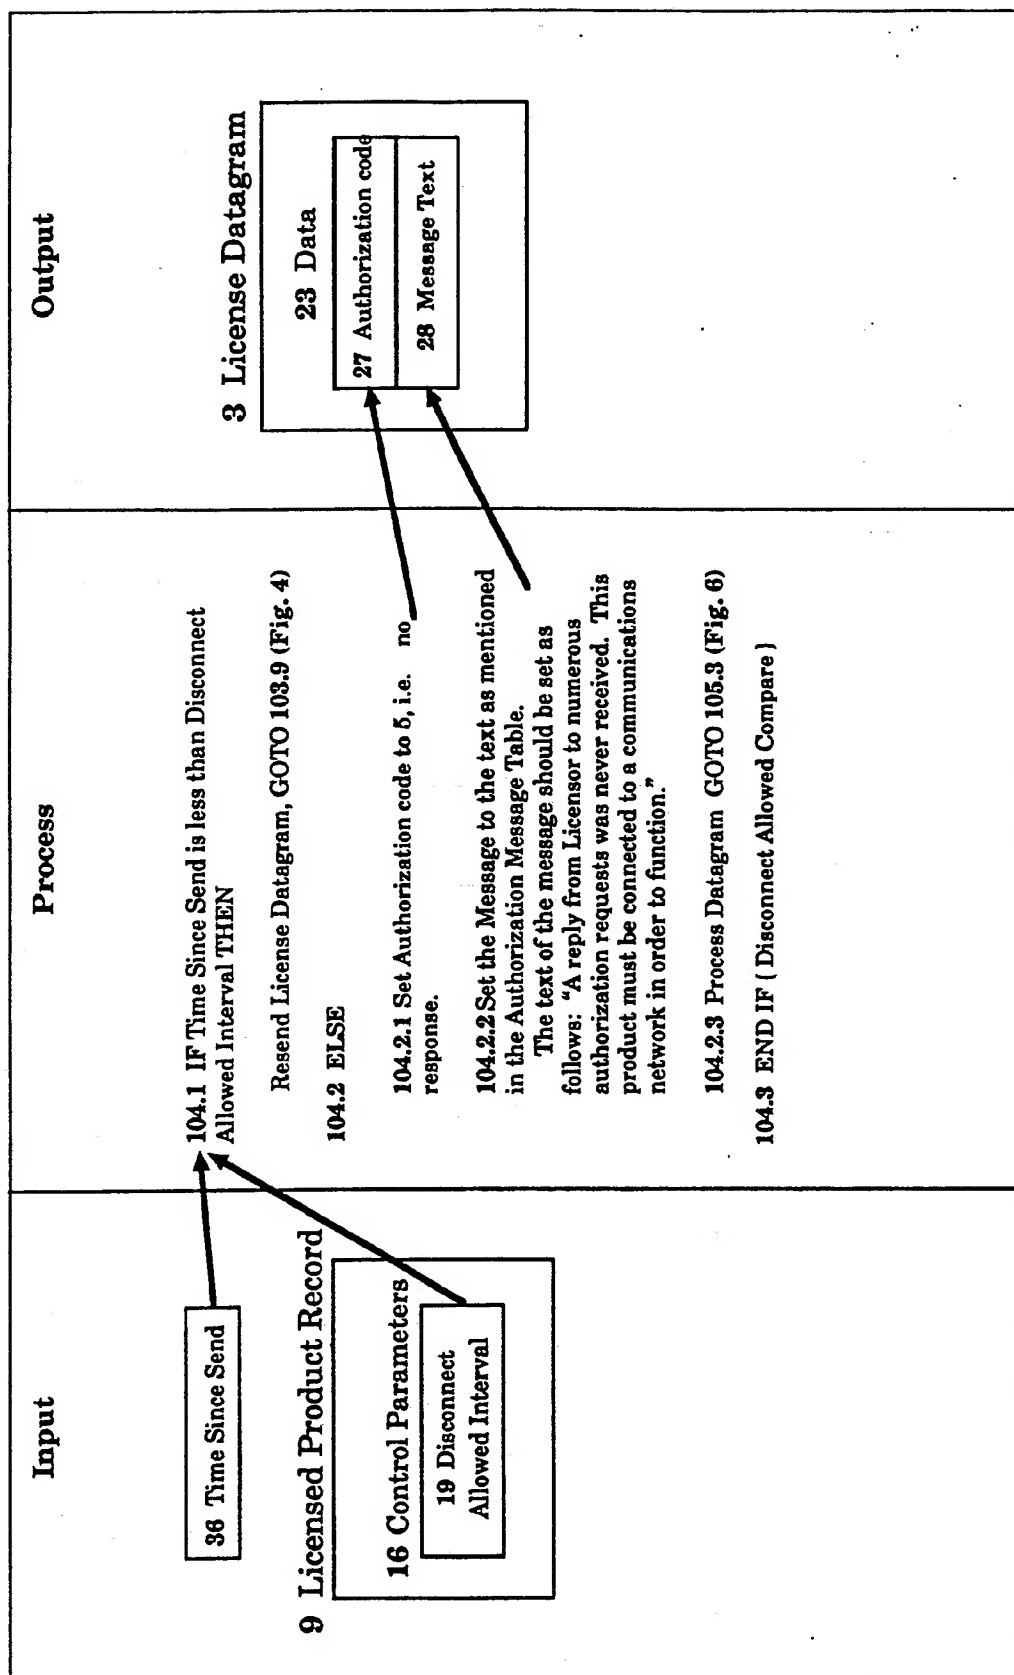 Input
36 Time Since Send
9 Licensed Product Record
16 Control Parameters
19 Disconnect
Allowed Interval
Process
104.1 IF Time Since Send is less than Disconnect
Allowed Interval THEN
Resend License Datagram, GOTO 103.9 (Fig. 4)
104.2 ELSE
104.2.1 Set Authorization code to 5, i.e. no
response.
104.2.2 Set the Message to the text as mentioned
in the Authorization Message Table.
The text of the message should be set as
follows: “A reply from Licensor to numerous
authorization requests was never received. This
product must be connected to a communications
network in order to function.”
104.2.3 Process Datagram GOTO 105.3 (Fig. 6)
104.3 END IF { Disconnect Allowed Compare }
Output
3 License Datagram
23 Data
27 Authorization code
28 Message Text